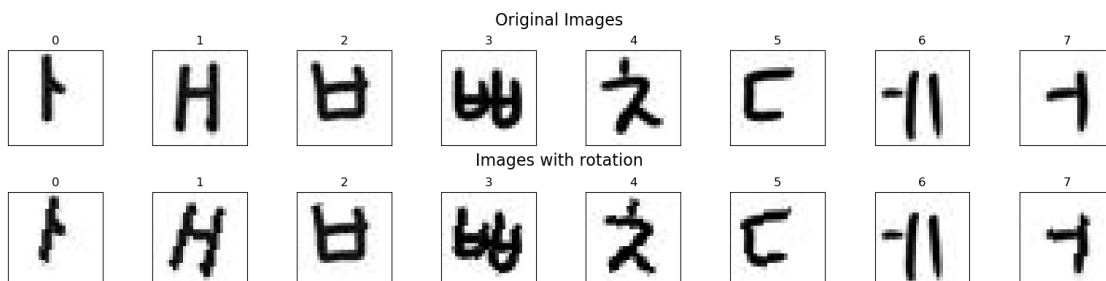 Original Images
0 1 2 3 4 5 6 7
ㅏ ㅐ ㅂ ㅃ ㅊ ㄷ ㅖ ㅓ
Images with rotation
0 1 2 3 4 5 6 7
ㅏ ㅐ ㅂ ㅃ ㅊ ㄷ ㅖ ㅓ